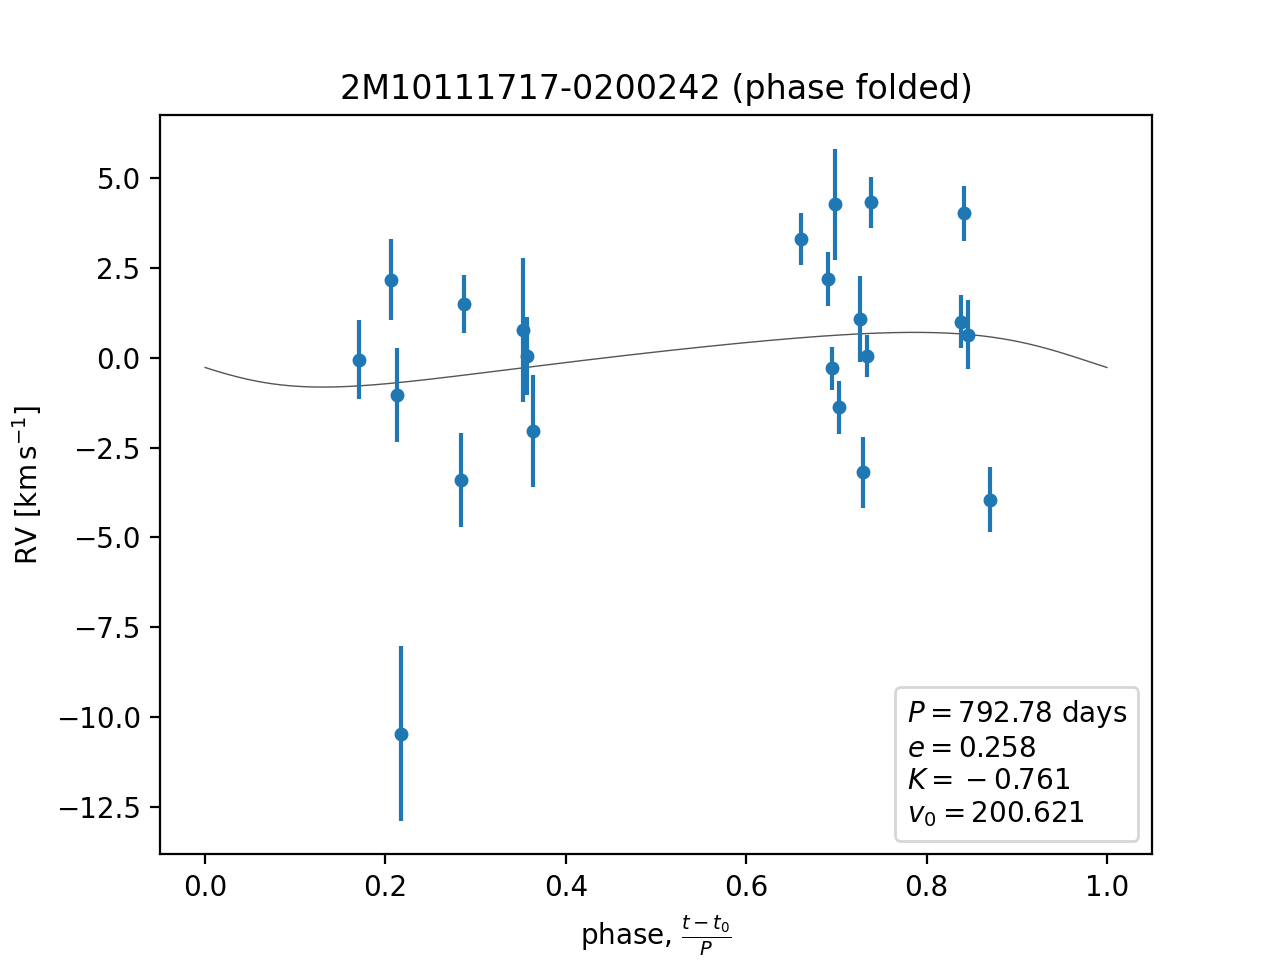 2M10111717-0200242 (phase folded)
5.0
2.5
0.0
−2.5
−5.0
−7.5
−10.0
−12.5
RV [km s⁻¹]
P = 792.78 days
e = 0.258
K = −0.761
v₀ = 200.621
0.0 0.2 0.4 0.6 0.8 1.0
phase, (t − t₀)/P